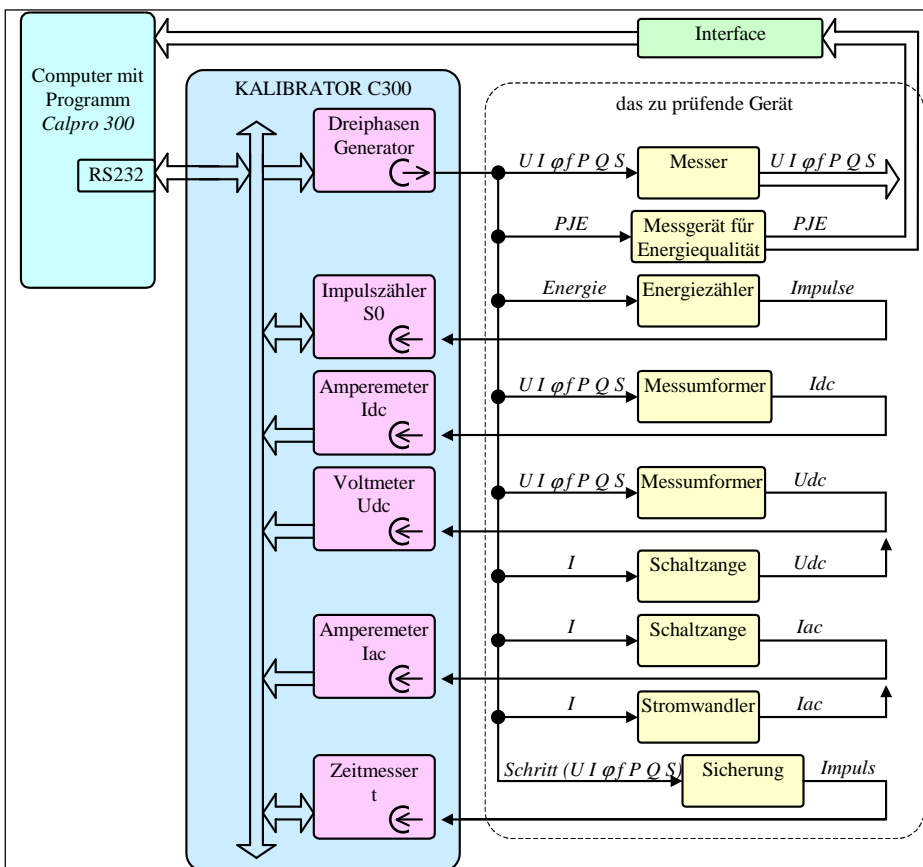 Interface
Computer mit
Programm
Calpro 300
RS232
KALIBRATOR C300
das zu prüfende Gerät
Dreiphasen
Generator
U I φ f P Q S
Messer
U I φ f P Q S
PJE
Messgerät für
Energiequalität
PJE
Impulszähler
S0
Energie
Energiezähler
Impulse
Amperemeter
Idc
U I φ f P Q S
Messumformer
Idc
Voltmeter
Udc
U I φ f P Q S
Messumformer
Udc
I
Schaltzange
Udc
Amperemeter
Iac
I
Schaltzange
Iac
I
Stromwandler
Iac
Zeitmesser
t
Schritt (U I φ f P Q S)
Sicherung
Impuls